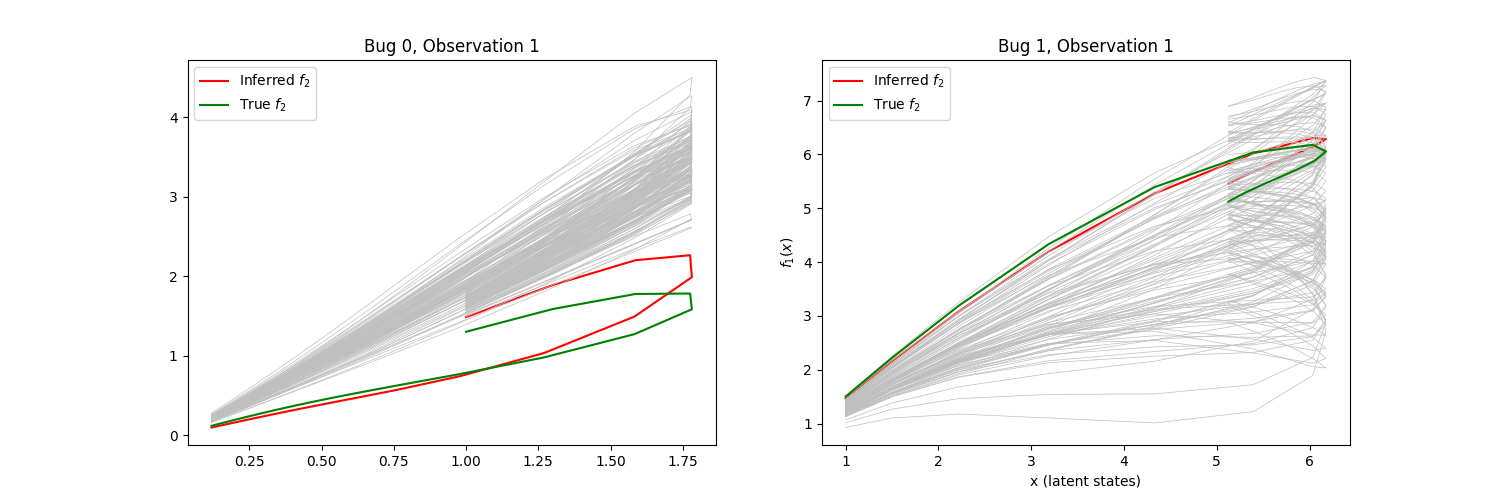 Bug 0, Observation 1
Inferred f₂
True f₂
4
3
2
1
0
0.25 0.50 0.75 1.00 1.25 1.50 1.75
Bug 1, Observation 1
Inferred f₂
True f₂
7
6
5
4
3
2
1
f₁(x)
1 2 3 4 5 6
x (latent states)